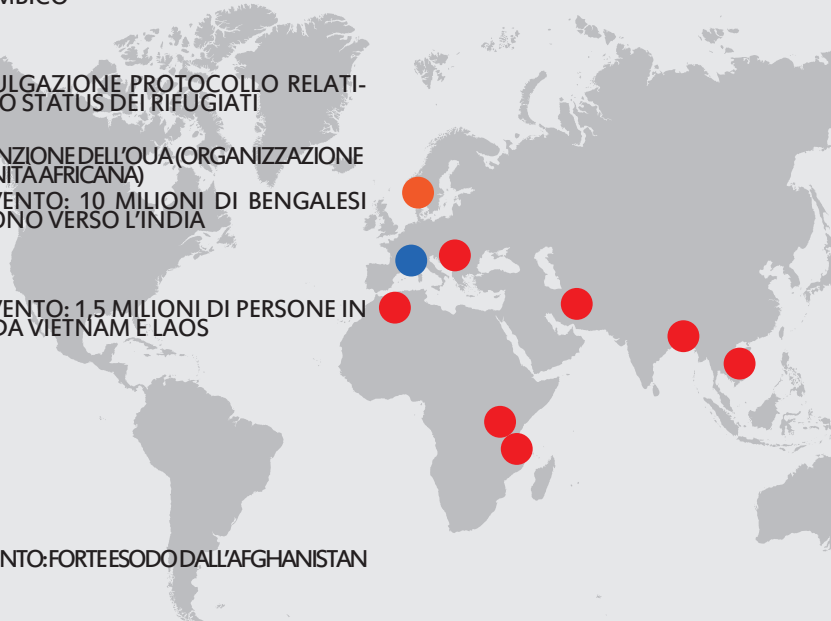 MBICO
ULGAZIONE PROTOCOLLO RELATI-
O STATUS DEI RIFUGIATI
NZIONE DELL'OUA (ORGANIZZAZIONE
NITÀ AFRICANA)
VENTO: 10 MILIONI DI BENGALESI
ONO VERSO L'INDIA
VENTO: 1,5 MILIONI DI PERSONE IN
DA VIETNAM E LAOS
NTO: FORTE ESODO DALL'AFGHANISTAN